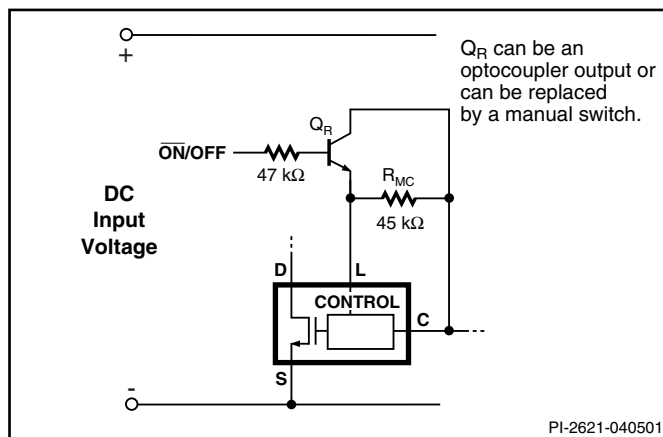 +
Q_R can be an
optocoupler output or
can be replaced
by a manual switch.
Q_R
O̅N̅/OFF
47 kΩ
R_MC
45 kΩ
DC
Input
Voltage
D
L
CONTROL
C
S
-
PI-2621-040501